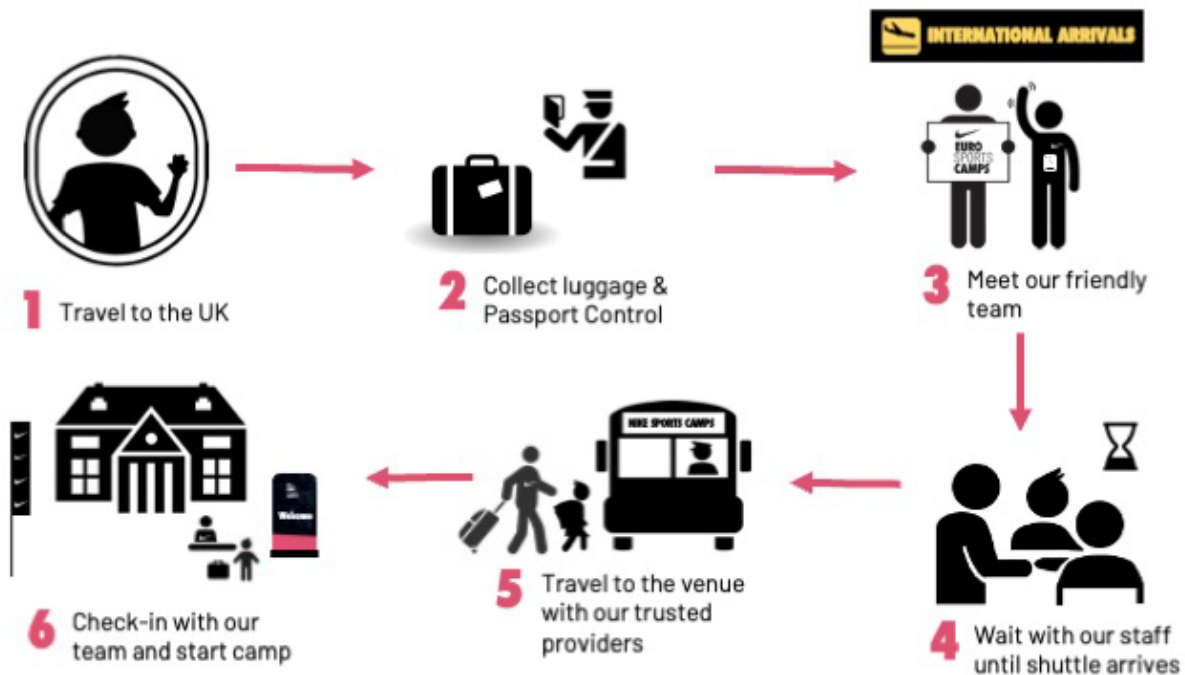 INTERNATIONAL ARRIVALS
EURO
SPORTS
CAMPS
1 Travel to the UK
2 Collect luggage &
Passport Control
3 Meet our friendly
team
4 Wait with our staff
until shuttle arrives
NIKE SPORTS CAMPS
5 Travel to the venue
with our trusted
providers
Welcome
6 Check-in with our
team and start camp